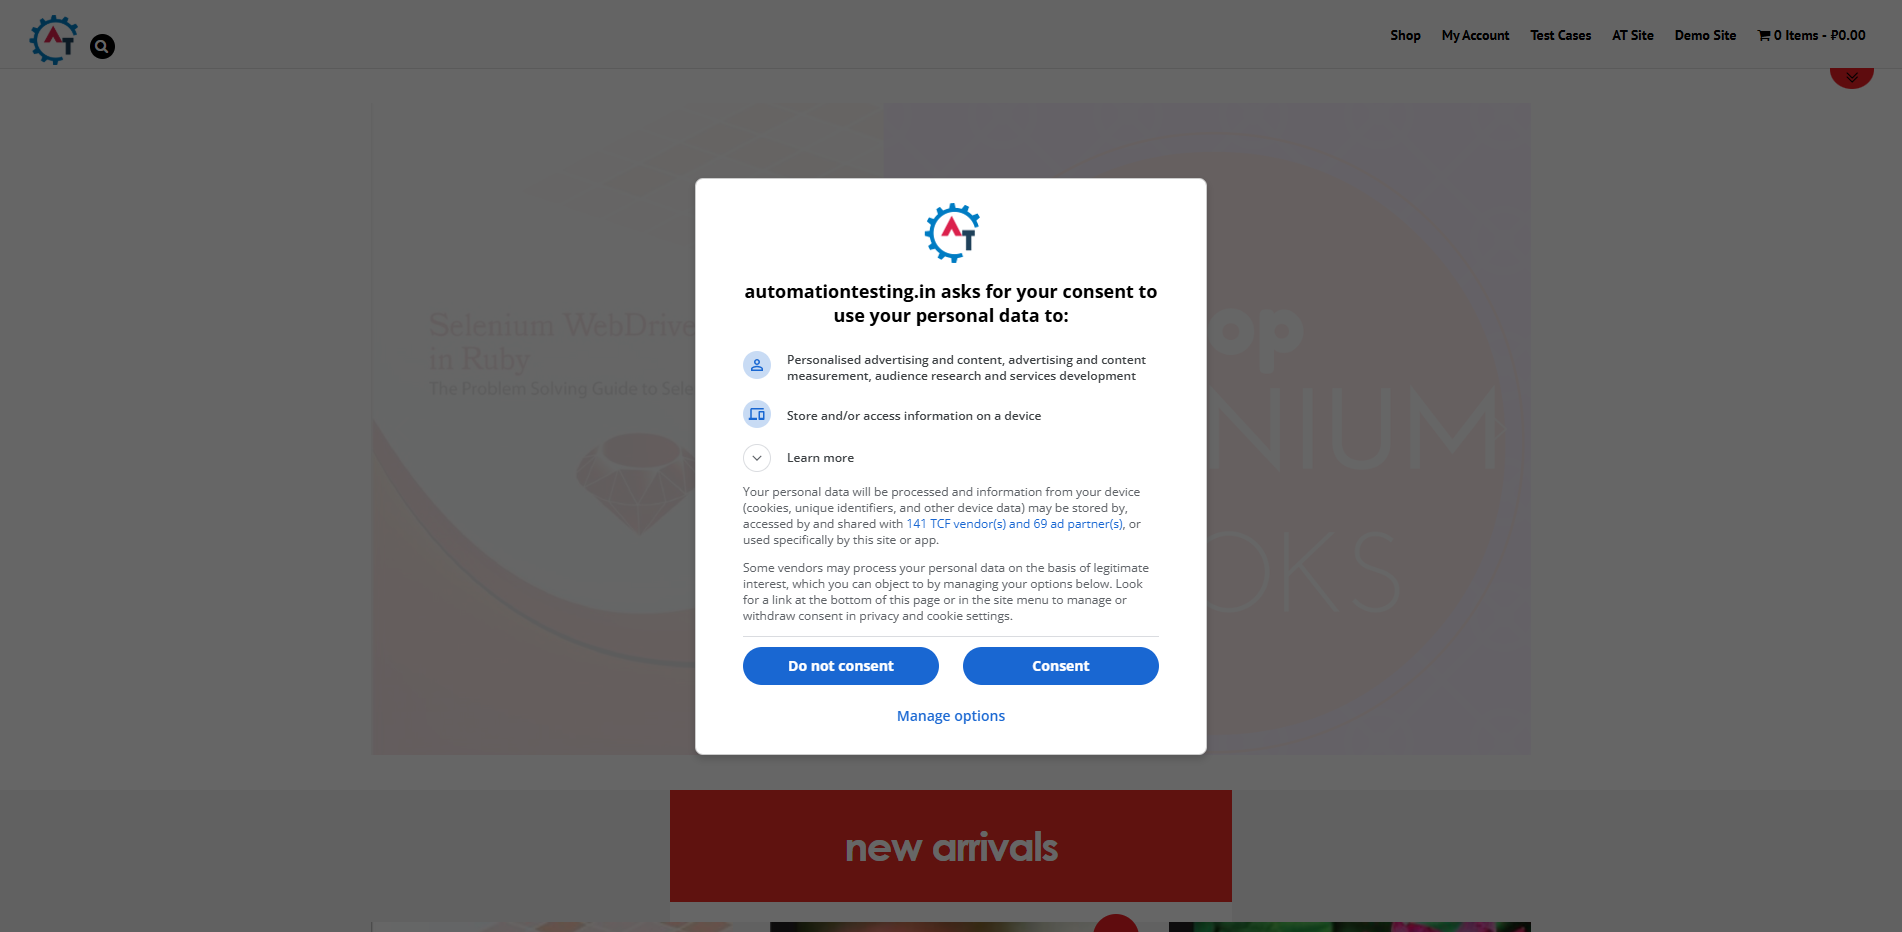 AT
Shop
My Account
Test Cases
AT Site
Demo Site
0 Items - ₽0.00
Selenium WebDrive
in Ruby
The Problem Solving Guide to Sele
op
NIUM
OKS
AT
automationtesting.in asks for your consent to
use your personal data to:
Personalised advertising and content, advertising and content
measurement, audience research and services development
Store and/or access information on a device
Learn more
Your personal data will be processed and information from your device
(cookies, unique identifiers, and other device data) may be stored by,
accessed by and shared with 141 TCF vendor(s) and 69 ad partner(s), or
used specifically by this site or app.
Some vendors may process your personal data on the basis of legitimate
interest, which you can object to by managing your options below. Look
for a link at the bottom of this page or in the site menu to manage or
withdraw consent in privacy and cookie settings.
Do not consent
Consent
Manage options
new arrivals